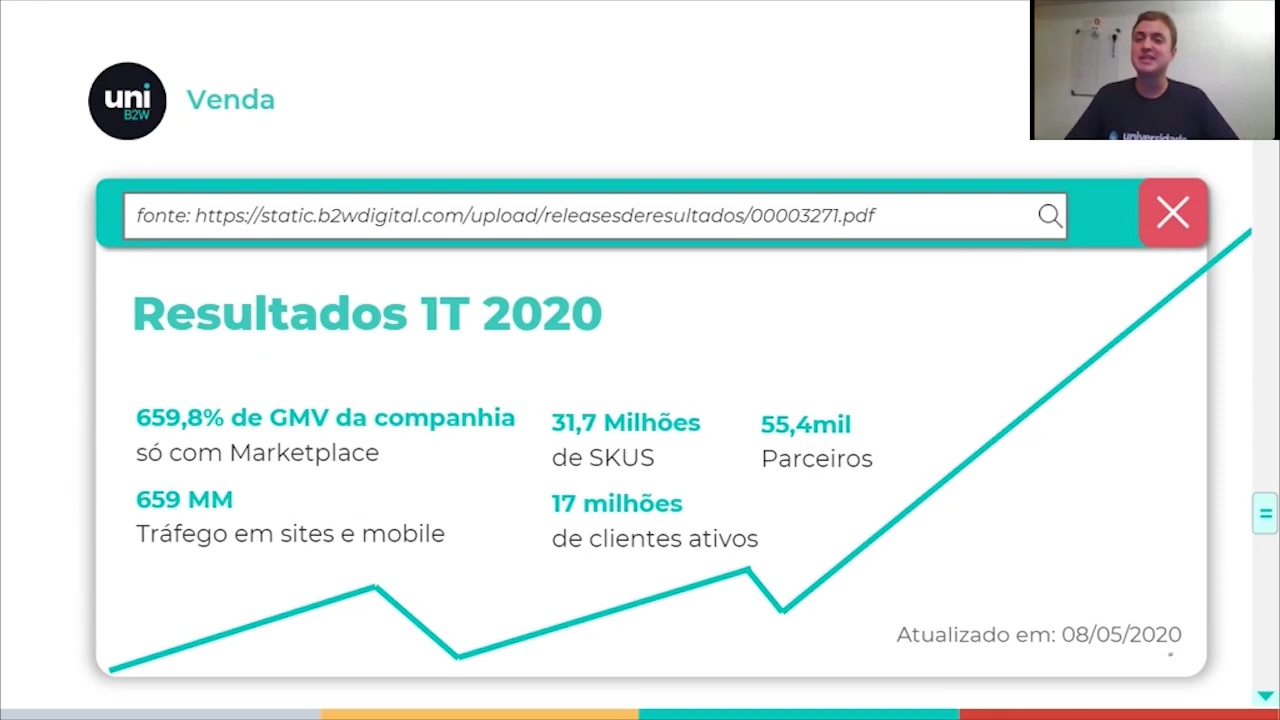 uni
B2W
Venda
universidade
fonte: https://static.b2wdigital.com/upload/releasesderesultados/00003271.pdf
Resultados 1T 2020
659,8% de GMV da companhia
só com Marketplace
31,7 Milhões
de SKUS
55,4mil
Parceiros
659 MM
Tráfego em sites e mobile
17 milhões
de clientes ativos
Atualizado em: 08/05/2020
*